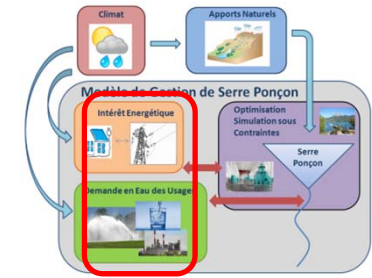 Climat
Apports Naturels
Modèle de Gestion de Serre Ponçon
Intérêt Energétique
Optimisation
Simulation sous
Contraintes
Serre
Ponçon
Demande en Eau des Usages